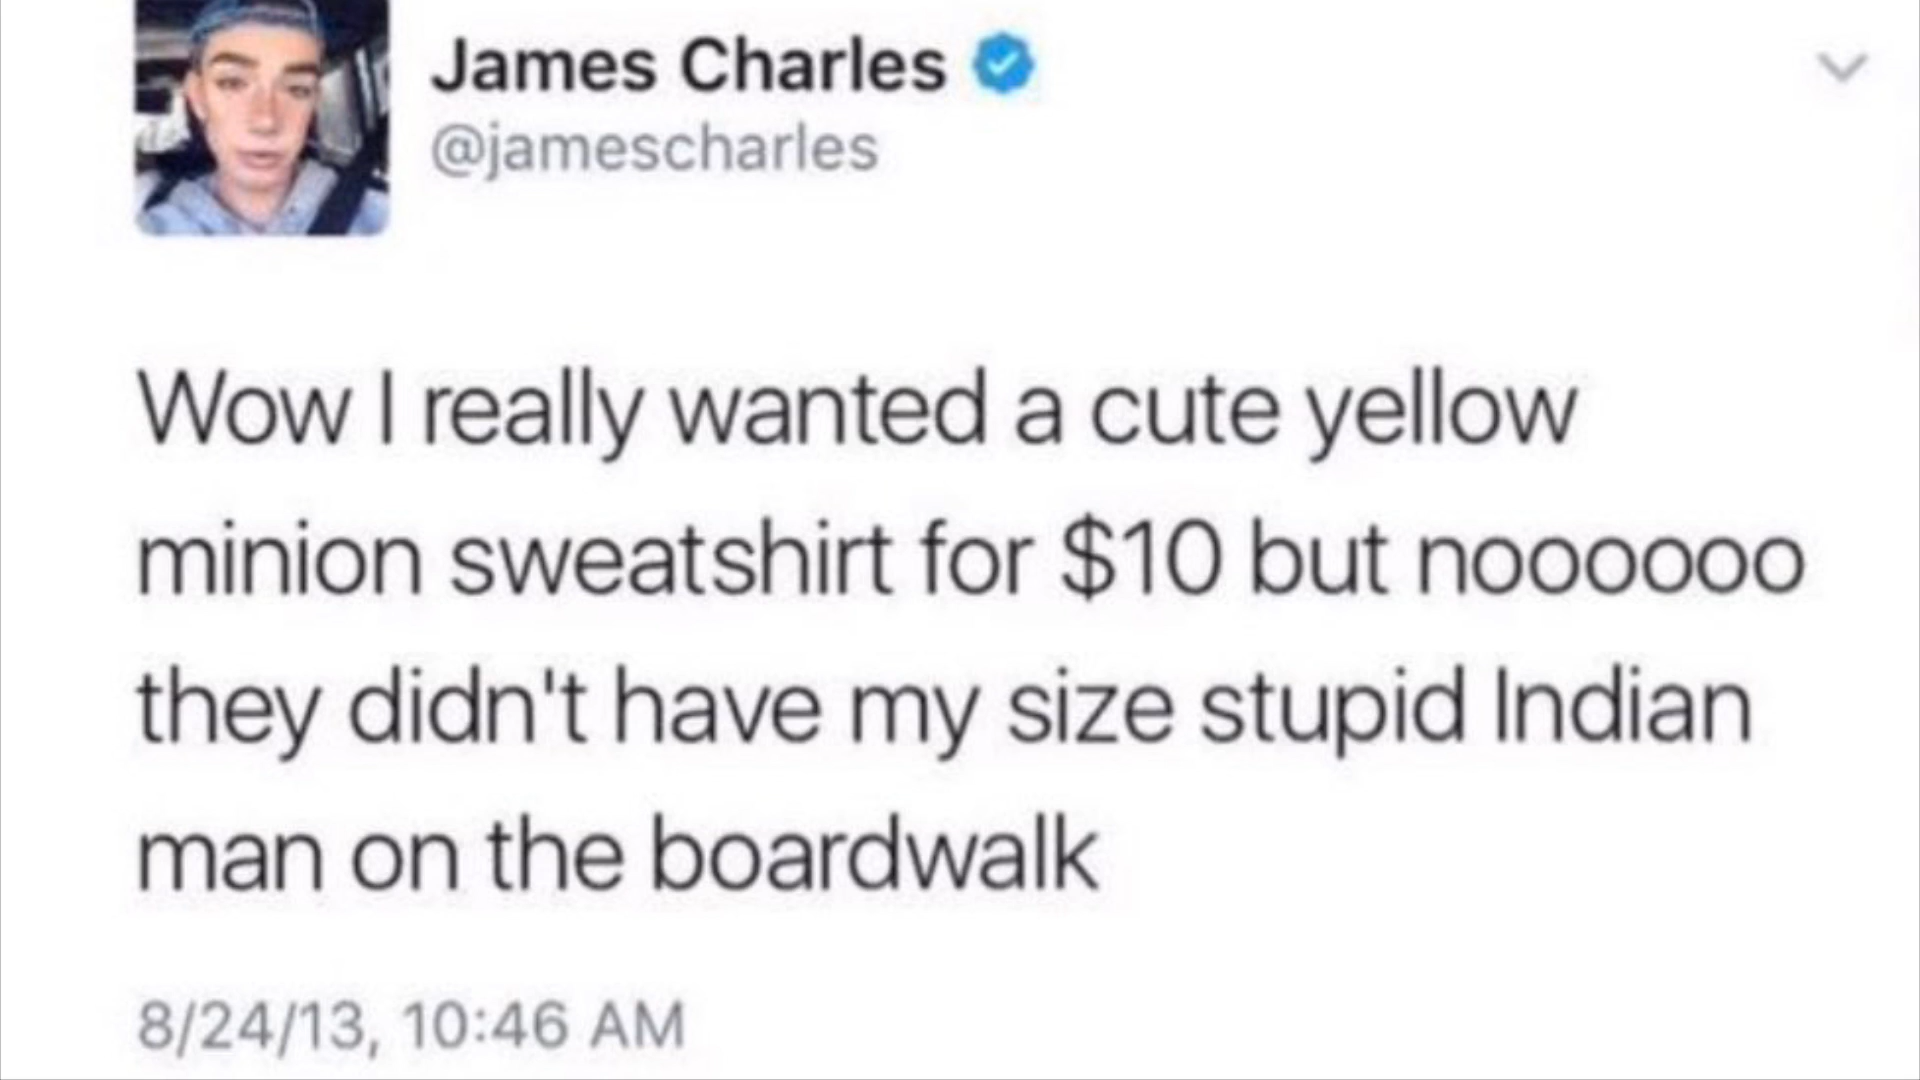 James Charles
@jamescharles
Wow I really wanted a cute yellow
minion sweatshirt for $10 but nooooooo
they didn't have my size stupid Indian
man on the boardwalk
8/24/13, 10:46 AM